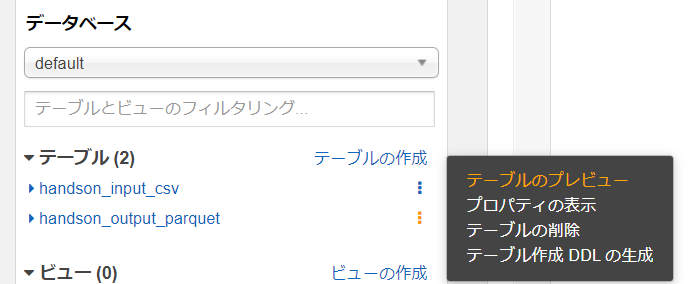 データベース
default
テーブルとビューのフィルタリング...
テーブル (2) テーブルの作成
handson_input_csv
handson_output_parquet
ビュー (0) ビューの作成
テーブルのプレビュー
プロパティの表示
テーブルの削除
テーブル作成 DDL の生成